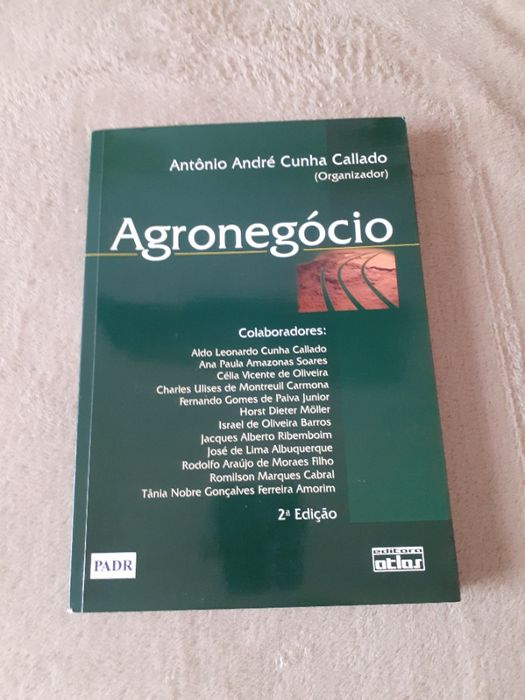 Antônio André Cunha Callado
(Organizador)
Agronegócio
Colaboradores:
Aldo Leonardo Cunha Callado
Ana Paula Amazonas Soares
Célia Vicente de Oliveira
Charles Ulises de Montreuil Carmona
Fernando Gomes de Paiva Junior
Horst Dieter Möller
Israel de Oliveira Barros
Jacques Alberto Ribemboim
José de Lima Albuquerque
Rodolfo Araújo de Moraes Filho
Romilson Marques Cabral
Tânia Nobre Gonçalves Ferreira Amorim
2ª Edição
PADR
editora
atlas